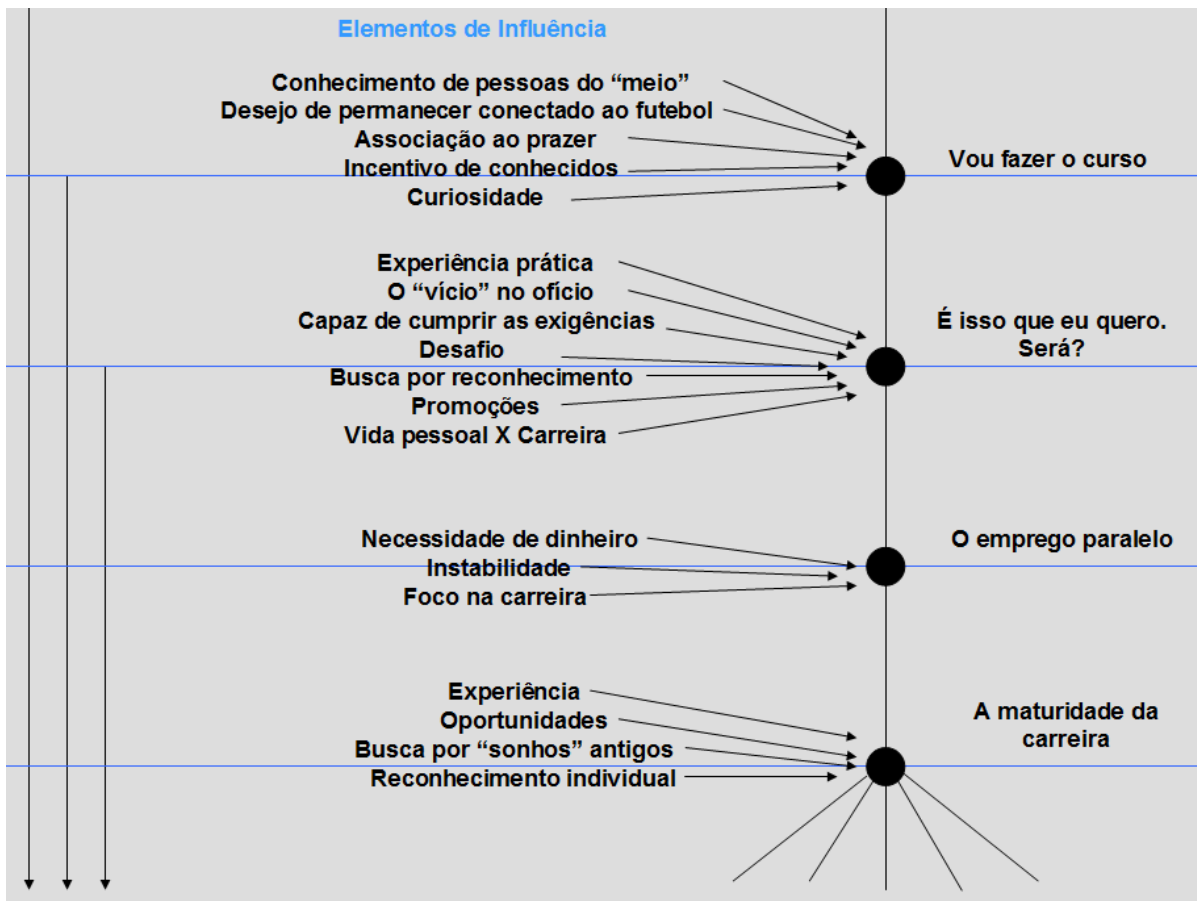 Elementos de Influência
Conhecimento de pessoas do “meio”
Desejo de permanecer conectado ao futebol
Associação ao prazer
Incentivo de conhecidos
Curiosidade
Vou fazer o curso
Experiência prática
O “vício” no ofício
Capaz de cumprir as exigências
Desafio
Busca por reconhecimento
Promoções
Vida pessoal X Carreira
É isso que eu quero.
Será?
Necessidade de dinheiro
Instabilidade
Foco na carreira
O emprego paralelo
Experiência
Oportunidades
Busca por “sonhos” antigos
Reconhecimento individual
A maturidade da
carreira